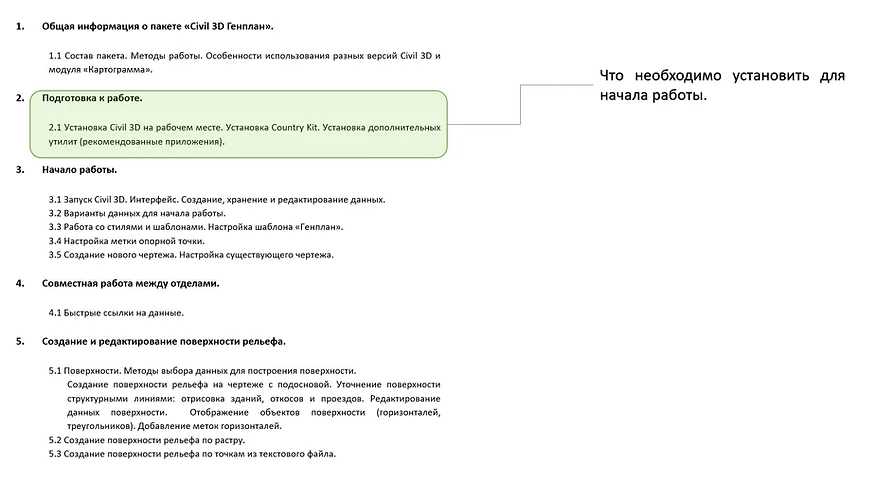 1. Общая информация о пакете «Civil 3D Генплан».
1.1 Состав пакета. Методы работы. Особенности использования разных версий Civil 3D и
модуля «Картограмма».
2. Подготовка к работе.
2.1 Установка Civil 3D на рабочем месте. Установка Country Kit. Установка дополнительных
утилит (рекомендованные приложения).
3. Начало работы.
3.1 Запуск Civil 3D. Интерфейс. Создание, хранение и редактирование данных.
3.2 Варианты данных для начала работы.
3.3 Работа со стилями и шаблонами. Настройка шаблона «Генплан».
3.4 Настройка метки опорной точки.
3.5 Создание нового чертежа. Настройка существующего чертежа.
4. Совместная работа между отделами.
4.1 Быстрые ссылки на данные.
5. Создание и редактирование поверхности рельефа.
5.1 Поверхности. Методы выбора данных для построения поверхности.
Создание поверхности рельефа на чертеже с подосновой. Уточнение поверхности
структурными линиями: отрисовка зданий, откосов и проездов. Редактирование
данных поверхности. Отображение объектов поверхности (горизонталей,
треугольников). Добавление меток горизонталей.
5.2 Создание поверхности рельефа по растру.
5.3 Создание поверхности рельефа по точкам из текстового файла.
Что необходимо установить для
начала работы.